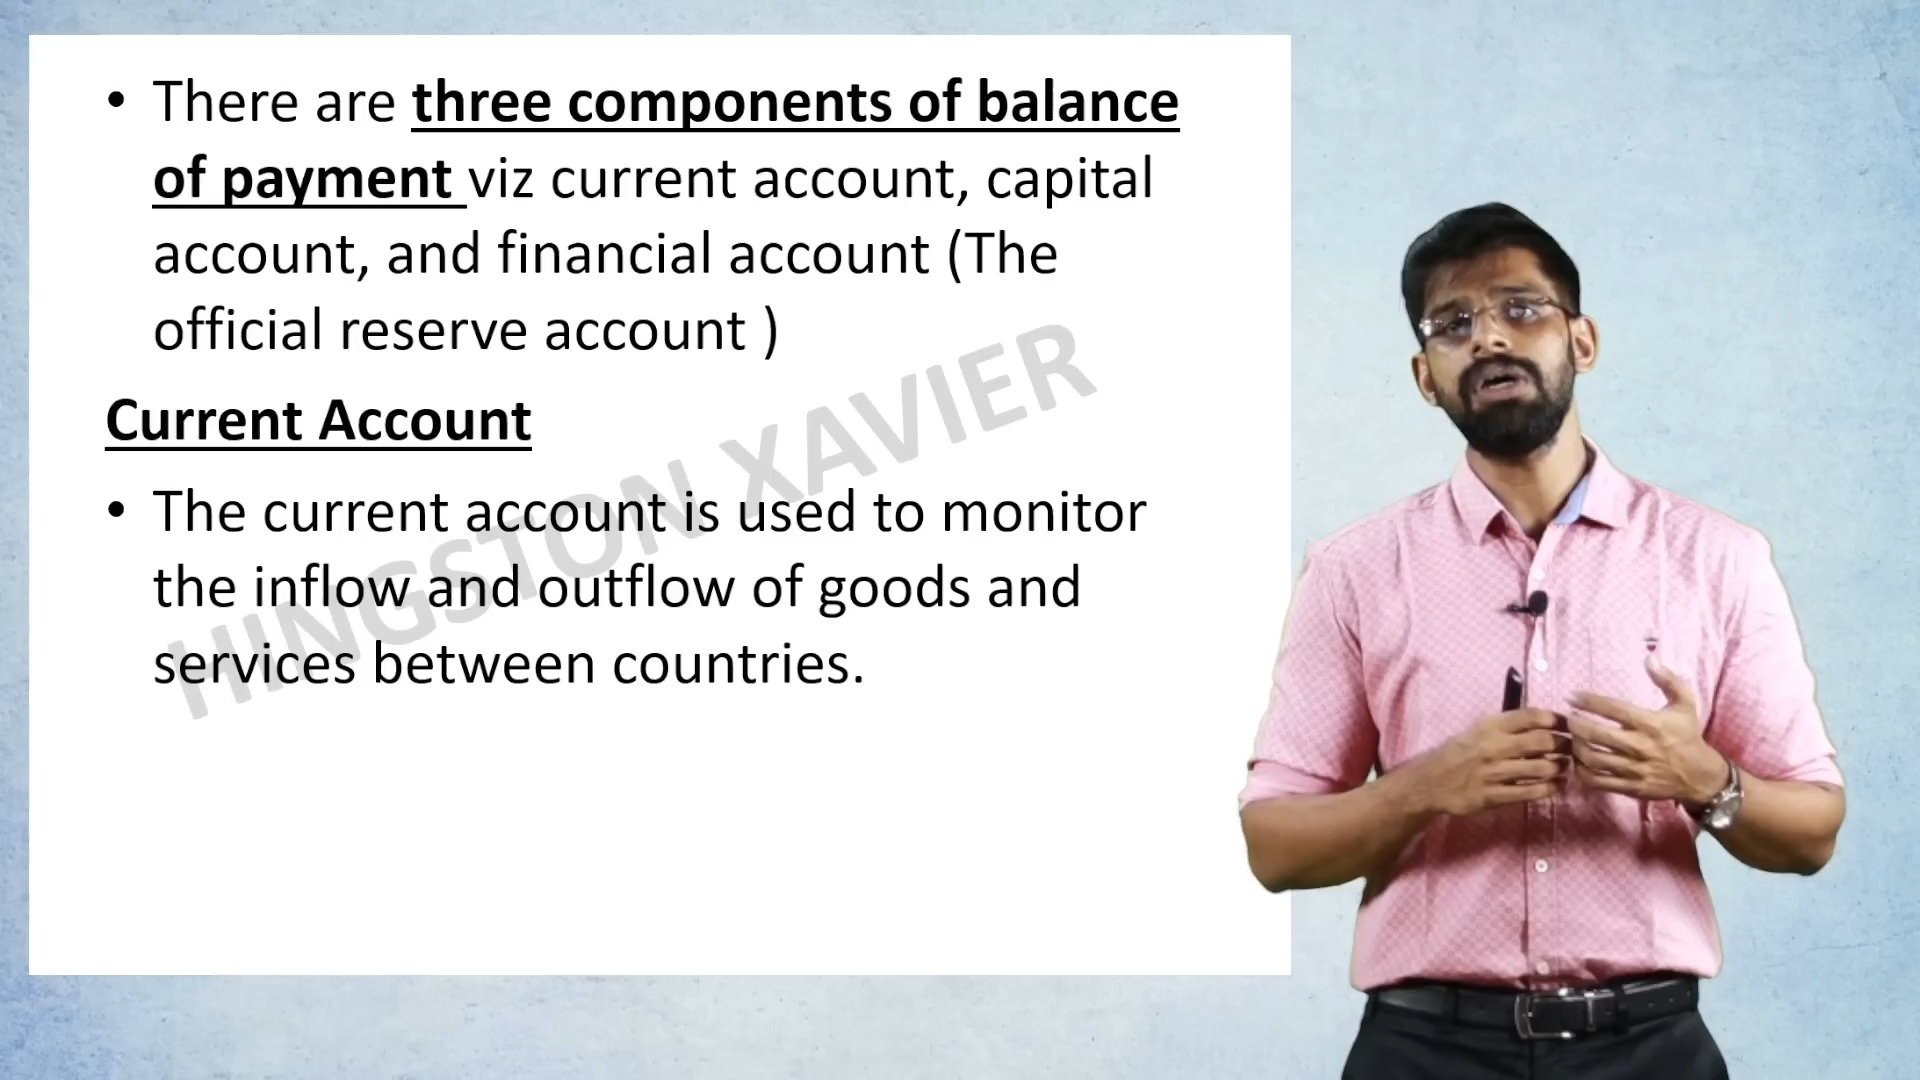 • There are three components of balance
of payment viz current account, capital
account, and financial account (The
official reserve account )
Current Account
• The current account is used to monitor
the inflow and outflow of goods and
services between countries.
HINGSTON XAVIER